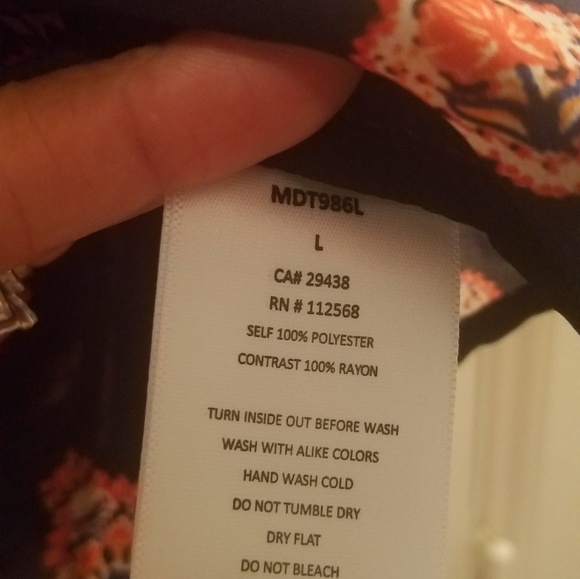 MDT986L
L
CA# 29438
RN # 112568
SELF 100% POLYESTER
CONTRAST 100% RAYON
TURN INSIDE OUT BEFORE WASH
WASH WITH ALIKE COLORS
HAND WASH COLD
DO NOT TUMBLE DRY
DRY FLAT
DO NOT BLEACH